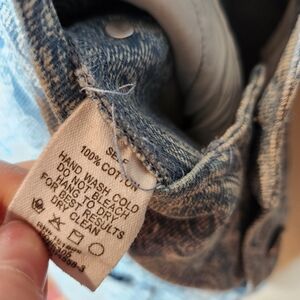 100% COTTON
HAND WASH COLD
DO NOT BLEACH
HANG TO DRY
FOR BEST RESULTS
DRY CLEAN